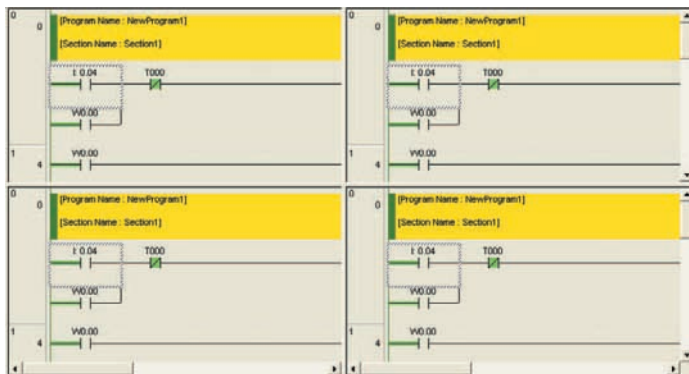 0 0 [Program Name : NewProgram1]
[Section Name : Section1]
I: 0.04 T000
W0.00
1 4 W0.00
0 0 [Program Name : NewProgram1]
[Section Name : Section1]
I: 0.04 T000
W0.00
1 4 W0.00
0 0 [Program Name : NewProgram1]
[Section Name : Section1]
I: 0.04 T000
W0.00
1 4 W0.00
0 0 [Program Name : NewProgram1]
[Section Name : Section1]
I: 0.04 T000
W0.00
1 4 W0.00